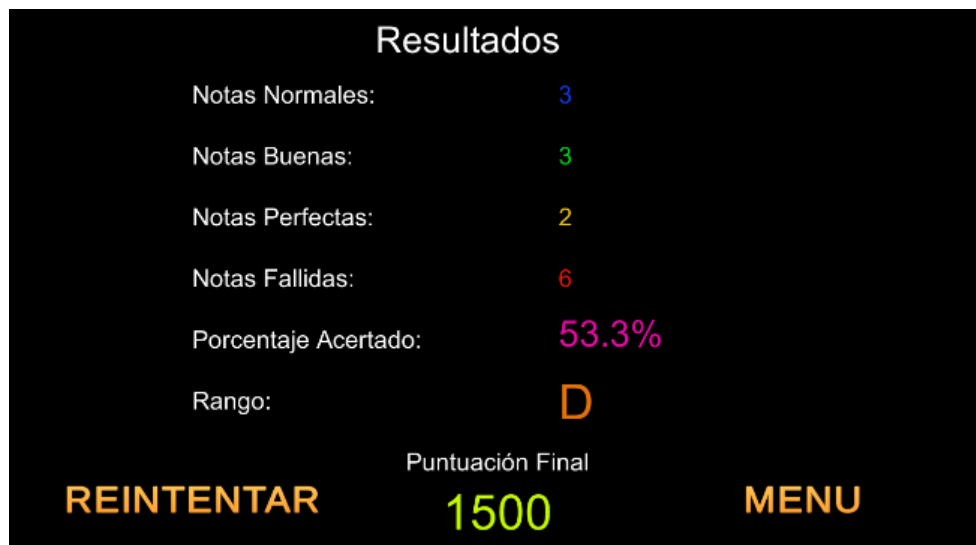 Resultados
Notas Normales: 3
Notas Buenas: 3
Notas Perfectas: 2
Notas Fallidas: 6
Porcentaje Acertado: 53.3%
Rango: D
Puntuación Final
REINTENTAR 1500 MENU